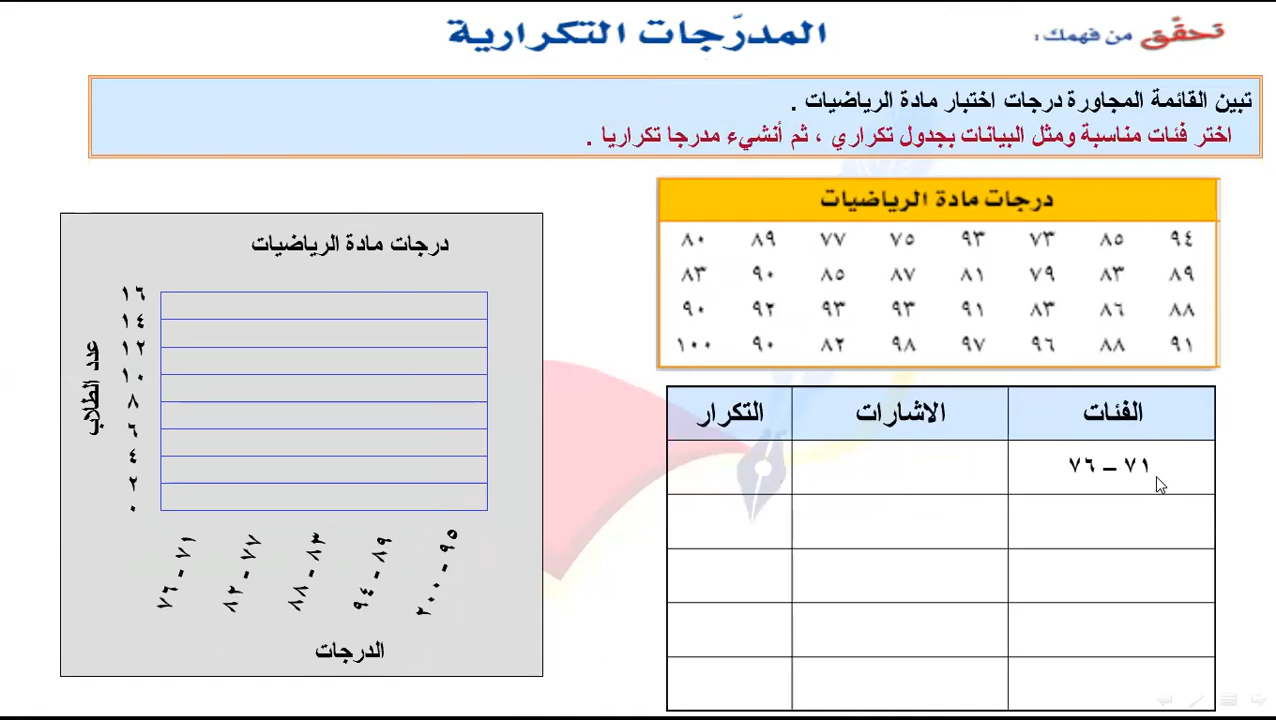 تحقّق من فهمك:
المدرّجات التكرارية
تبين القائمة المجاورة درجات اختبار مادة الرياضيات .
اختر فئات مناسبة ومثل البيانات بجدول تكراري ، ثم أنشيء مدرجا تكراريا .
درجات مادة الرياضيات
٩٤ ٨٥ ٧٣ ٩٣ ٧٥ ٧٧ ٨٩ ٨٠
٨٩ ٨٣ ٧٩ ٨١ ٨٧ ٨٥ ٩٠ ٨٣
٨٨ ٨٦ ٨٣ ٩١ ٩٣ ٩٣ ٩٢ ٩٠
٩١ ٨٨ ٩٦ ٩٧ ٩٨ ٨٢ ٩٠ ١٠٠
الفئات الاشارات التكرار
٧١ – ٧٦
درجات مادة الرياضيات
عدد الطلاب
١٦
١٤
١٢
١٠
٨
٦
٤
٢
٠
٧١ - ٧٦
٧٧ - ٨٢
٨٣ - ٨٨
٨٩ - ٩٤
٩٥ - ٢٠٠
الدرجات